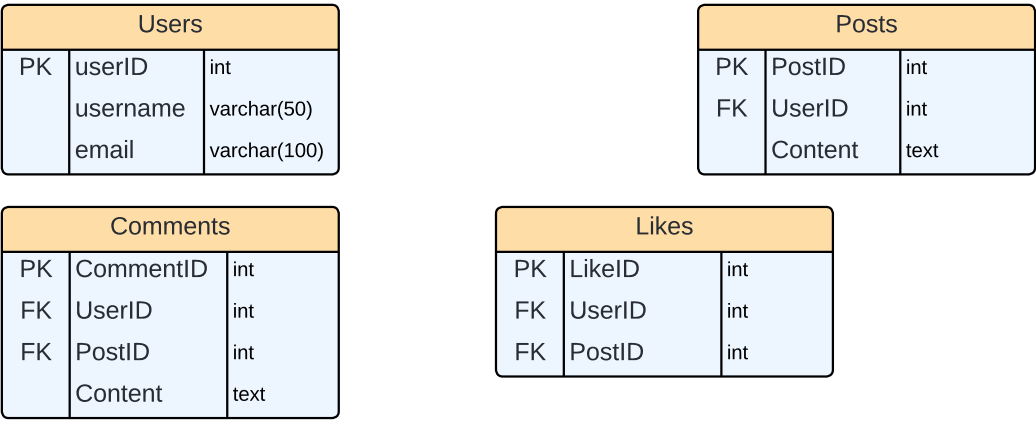 Users
PK userID int
username varchar(50)
email varchar(100)
Posts
PK PostID int
FK UserID int
Content text
Comments
PK CommentID int
FK UserID int
FK PostID int
Content text
Likes
PK LikeID int
FK UserID int
FK PostID int